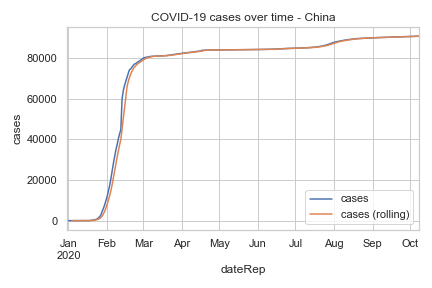 COVID-19 cases over time - China
cases
80000
60000
40000
20000
0
cases
cases (rolling)
Jan Feb Mar Apr May Jun Jul Aug Sep Oct
2020
dateRep